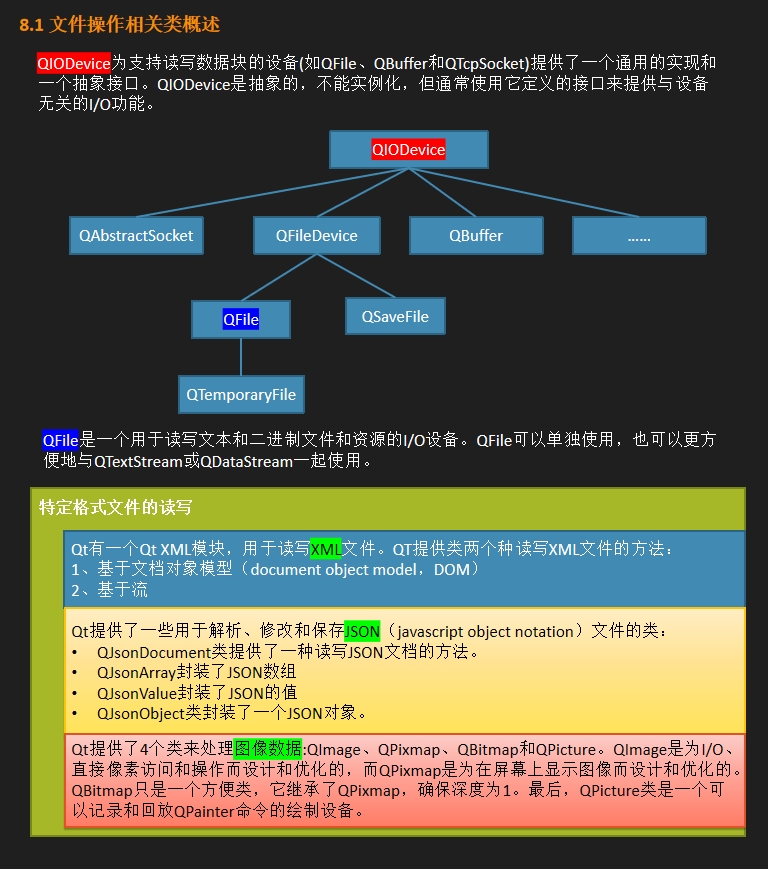 8.1 文件操作相关类概述
QIODevice为支持读写数据块的设备(如QFile、QBuffer和QTcpSocket)提供了一个通用的实现和
一个抽象接口。QIODevice是抽象的，不能实例化，但通常使用它定义的接口来提供与设备
无关的I/O功能。
QIODevice
QAbstractSocket
QFileDevice
QBuffer
......
QFile
QSaveFile
QTemporaryFile
QFile是一个用于读写文本和二进制文件和资源的I/O设备。QFile可以单独使用，也可以更方
便地与QTextStream或QDataStream一起使用。
特定格式文件的读写
Qt有一个Qt XML模块，用于读写XML文件。QT提供类两个种读写XML文件的方法：
1、基于文档对象模型（document object model，DOM）
2、基于流
Qt提供了一些用于解析、修改和保存JSON（javascript object notation）文件的类：
• QJsonDocument类提供了一种读写JSON文档的方法。
• QJsonArray封装了JSON数组
• QJsonValue封装了JSON的值
• QJsonObject类封装了一个JSON对象。
Qt提供了4个类来处理图像数据:QImage、QPixmap、QBitmap和QPicture。QImage是为I/O、
直接像素访问和操作而设计和优化的，而QPixmap是为在屏幕上显示图像而设计和优化的。
QBitmap只是一个方便类，它继承了QPixmap，确保深度为1。最后，QPicture类是一个可
以记录和回放QPainter命令的绘制设备。